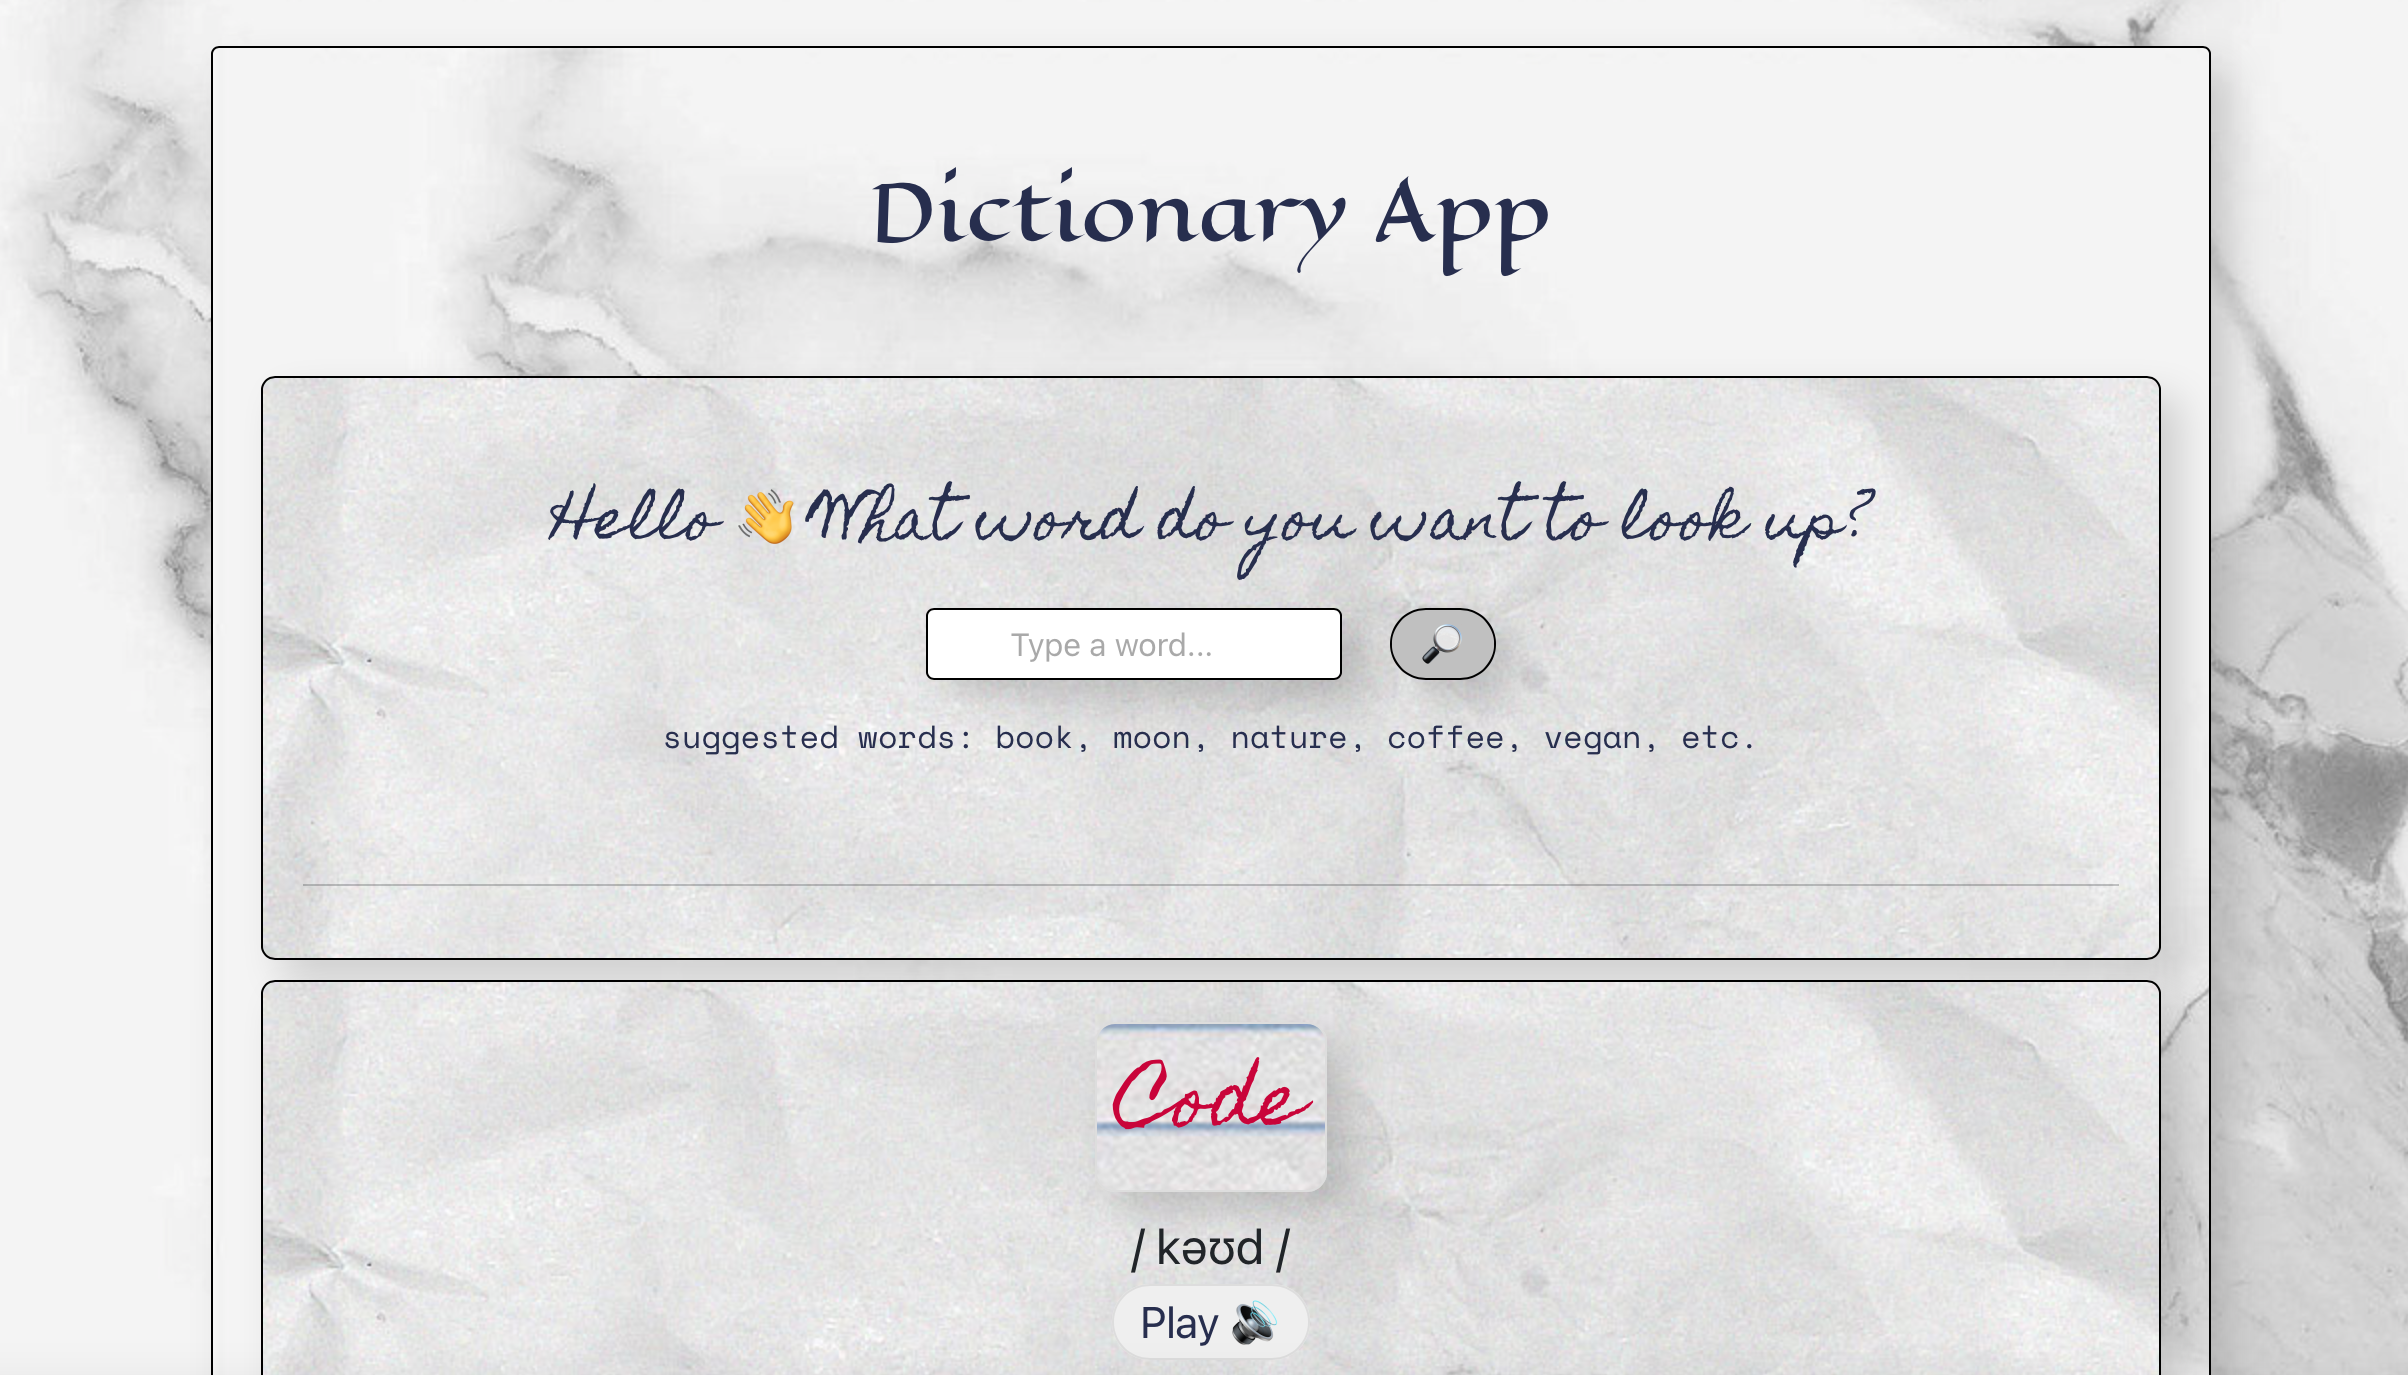 Dictionary App
Hello 👋 What word do you want to look up?
Type a word...
suggested words: book, moon, nature, coffee, vegan, etc.
Code
/ kəʊd /
Play 🔊